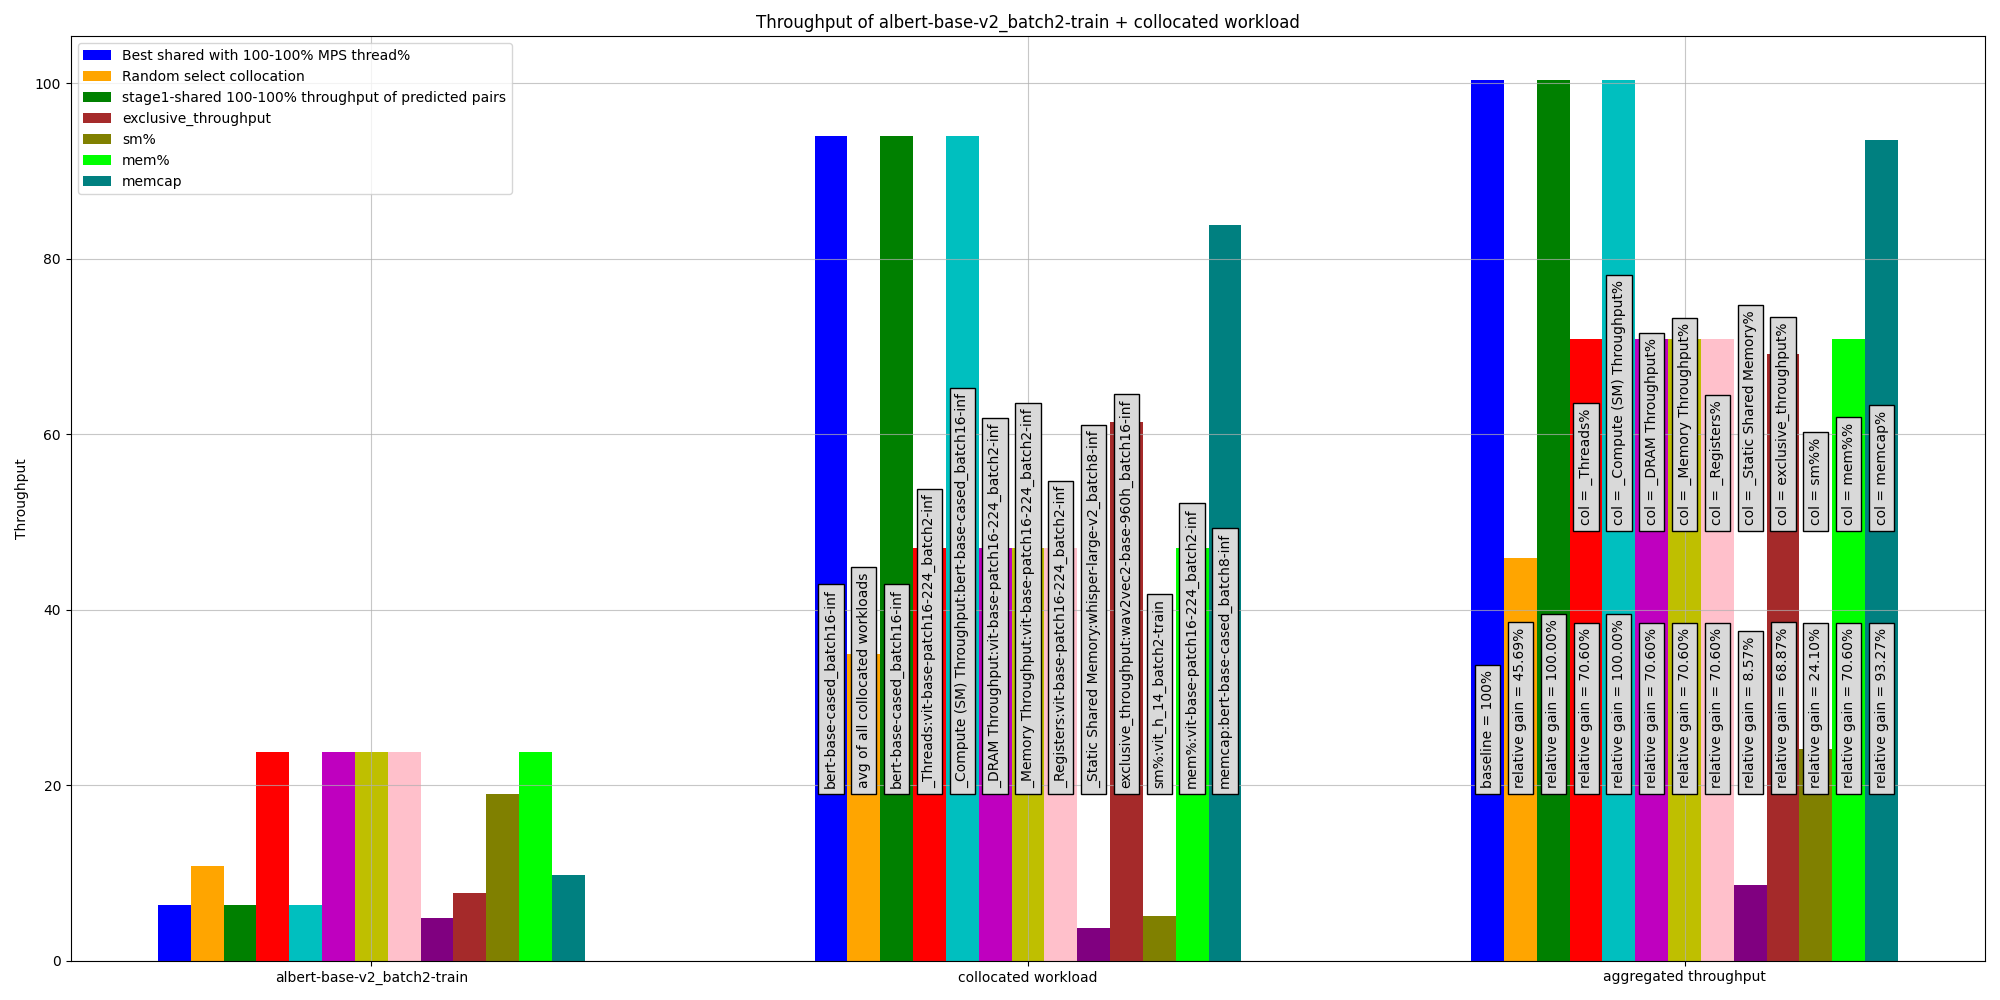 Throughput of albert-base-v2_batch2-train + collocated workload
Best shared with 100-100% MPS thread%
Random select collocation
stage1-shared 100-100% throughput of predicted pairs
exclusive_throughput
sm%
mem%
memcap
Throughput
100
80
60
40
20
0
bert-base-cased_batch16-inf
avg of all collocated workloads
bert-base-cased_batch16-inf
_Threads:vit-base-patch16-224_batch2-inf
_Compute (SM) Throughput:bert-base-cased_batch16-inf
_DRAM Throughput:vit-base-patch16-224_batch2-inf
_Memory Throughput:vit-base-patch16-224_batch2-inf
_Registers:vit-base-patch16-224_batch2-inf
_Static Shared Memory:whisper-large-v2_batch8-inf
exclusive_throughput:wav2vec2-base-960h_batch16-inf
sm%:vit_h_14_batch2-train
mem%:vit-base-patch16-224_batch2-inf
memcap:bert-base-cased_batch8-inf
col = _Threads%
col = _Compute (SM) Throughput%
col = _DRAM Throughput%
col = _Memory Throughput%
col = _Registers%
col = _Static Shared Memory%
col = exclusive_throughput%
col = sm%%
col = mem%%
col = memcap%
baseline = 100%
relative gain = 45.69%
relative gain = 100.00%
relative gain = 70.60%
relative gain = 100.00%
relative gain = 70.60%
relative gain = 70.60%
relative gain = 70.60%
relative gain = 8.57%
relative gain = 68.87%
relative gain = 24.10%
relative gain = 70.60%
relative gain = 93.27%
albert-base-v2_batch2-train
collocated workload
aggregated throughput